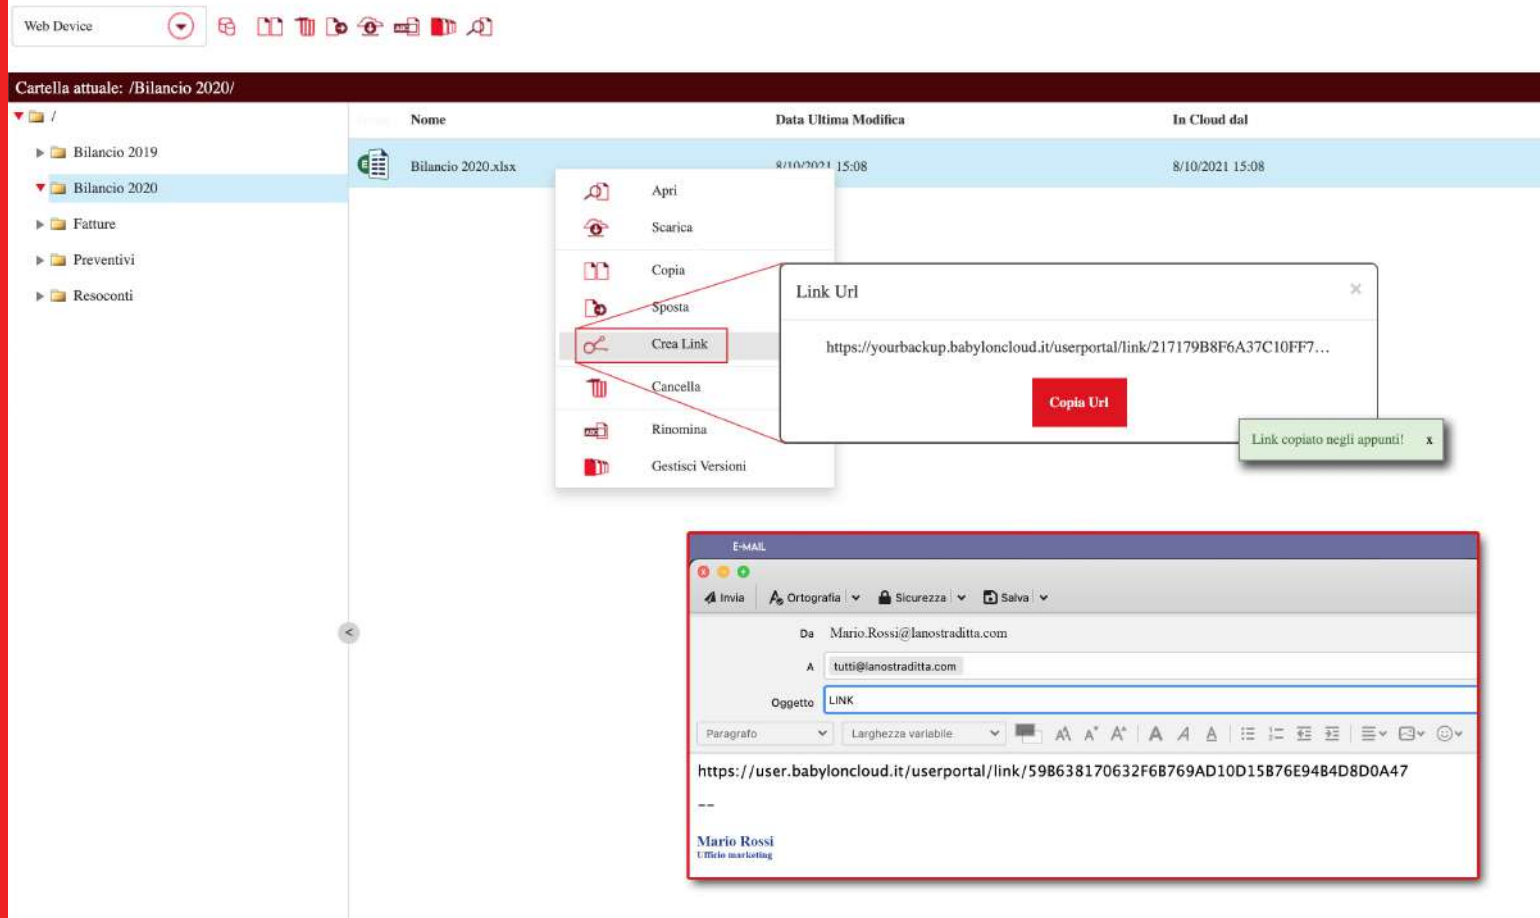 Web Device
Cartella attuale: /Bilancio 2020/
/
Nome
Data Ultima Modifica
In Cloud dal
Bilancio 2019
Bilancio 2020
Fatture
Preventivi
Resoconti
Bilancio 2020.xlsx
8/10/2021 15:08
8/10/2021 15:08
Apri
Scarica
Copia
Sposta
Crea Link
Cancella
Rinomina
Gestisci Versioni
Link Url
×
https://yourbackup.babyloncloud.it/userportal/link/217179B8F6A37C10FF7...
Copia Url
Link copiato negli appunti! x
<
E-MAIL
Invia Ortografia Sicurezza Salva
Da Mario.Rossi@lanostraditta.com
A tutti@lanostraditta.com
Oggetto LINK
Paragrafo Larghezza variabile
https://user.babyloncloud.it/userportal/link/59B638170632F6B769AD10D15B76E94B4D8D0A47
--
Mario Rossi
Ufficio marketing